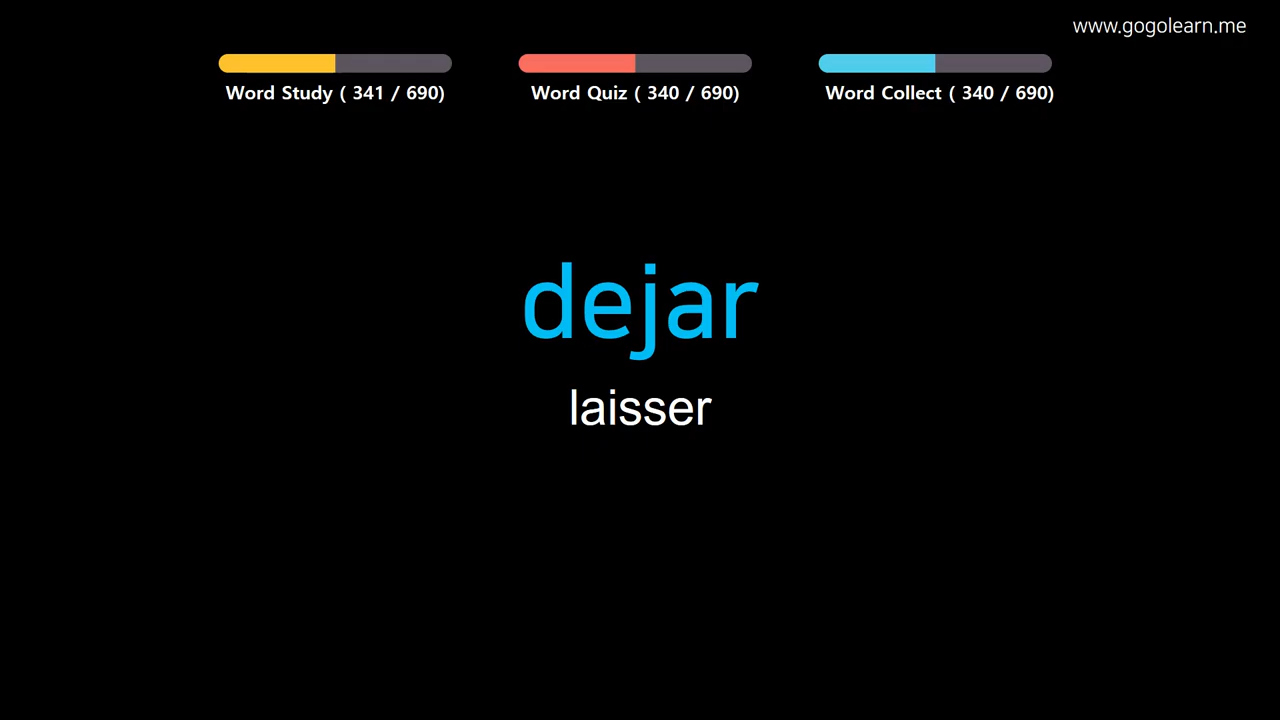 www.gogolearn.me
Word Study ( 341 / 690)
Word Quiz ( 340 / 690)
Word Collect ( 340 / 690)
dejar
laisser